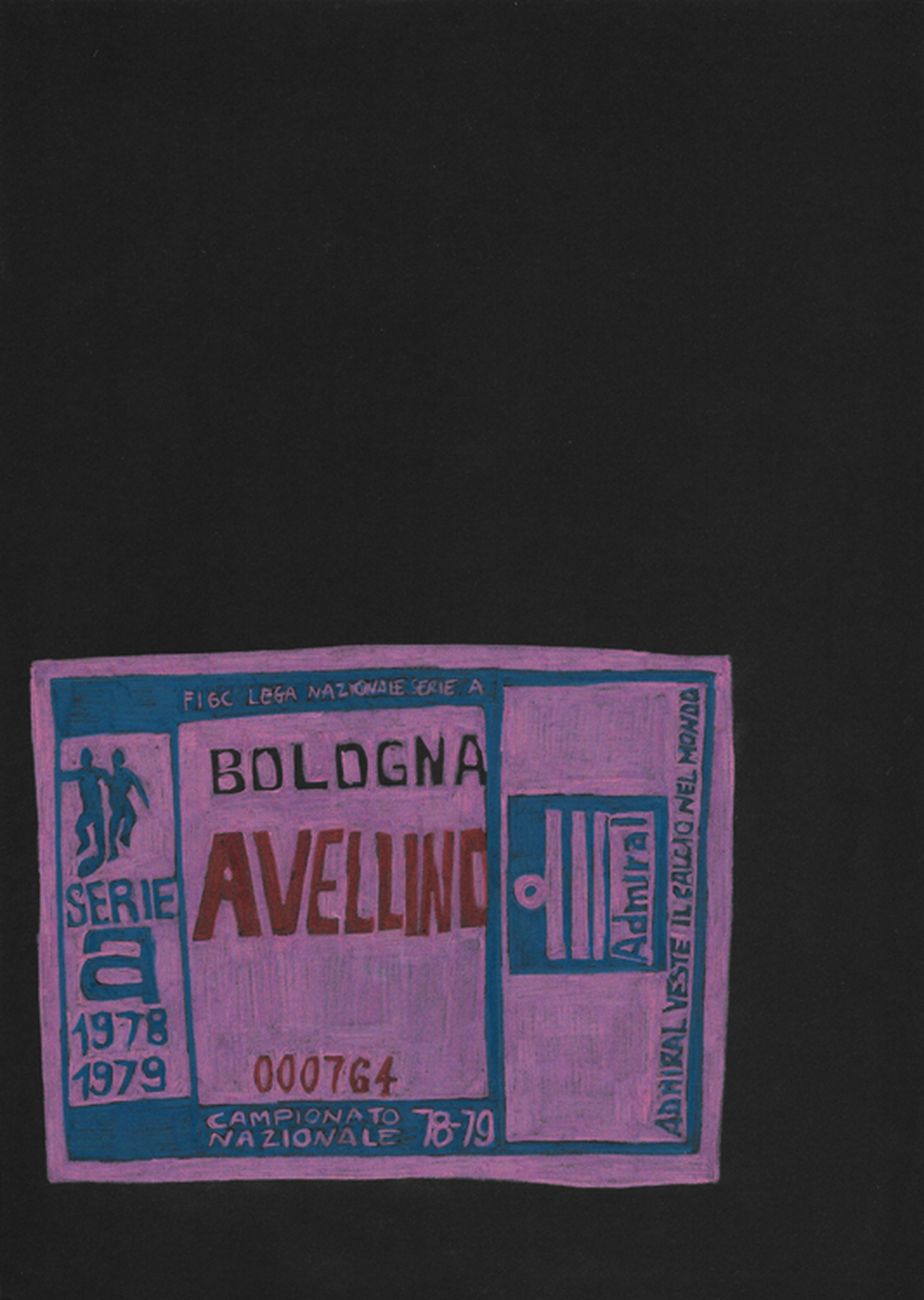 FIGC LEGA NAZIONALE SERIE A
SERIE
a
1978
1979
BOLOGNA
AVELLINO
000764
CAMPIONATO
NAZIONALE 78-79
Admiral
ADMIRAL VESTE IL CALCIO NEL MONDO